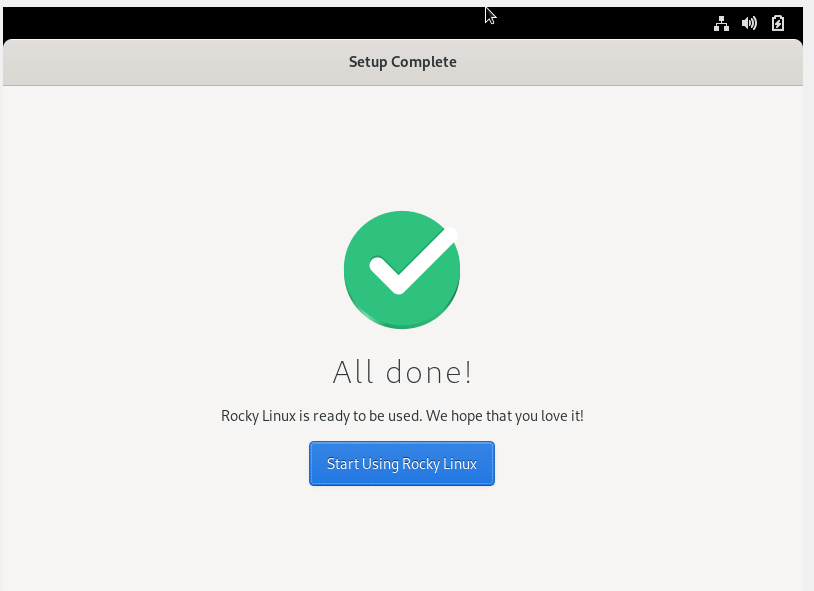 Setup Complete
All done!
Rocky Linux is ready to be used. We hope that you love it!
Start Using Rocky Linux